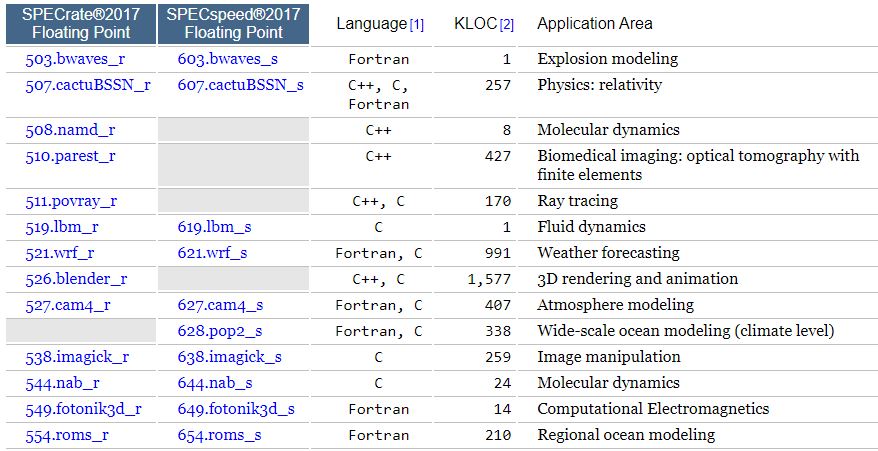 SPECrate®2017 Floating Point SPECspeed®2017 Floating Point Language[1] KLOC[2] Application Area
503.bwaves_r 603.bwaves_s Fortran 1 Explosion modeling
507.cactuBSSN_r 607.cactuBSSN_s C++, C, Fortran 257 Physics: relativity
508.namd_r C++ 8 Molecular dynamics
510.parest_r C++ 427 Biomedical imaging: optical tomography with finite elements
511.povray_r C++, C 170 Ray tracing
519.lbm_r 619.lbm_s C 1 Fluid dynamics
521.wrf_r 621.wrf_s Fortran, C 991 Weather forecasting
526.blender_r C++, C 1,577 3D rendering and animation
527.cam4_r 627.cam4_s Fortran, C 407 Atmosphere modeling
628.pop2_s Fortran, C 338 Wide-scale ocean modeling (climate level)
538.imagick_r 638.imagick_s C 259 Image manipulation
544.nab_r 644.nab_s C 24 Molecular dynamics
549.fotonik3d_r 649.fotonik3d_s Fortran 14 Computational Electromagnetics
554.roms_r 654.roms_s Fortran 210 Regional ocean modeling